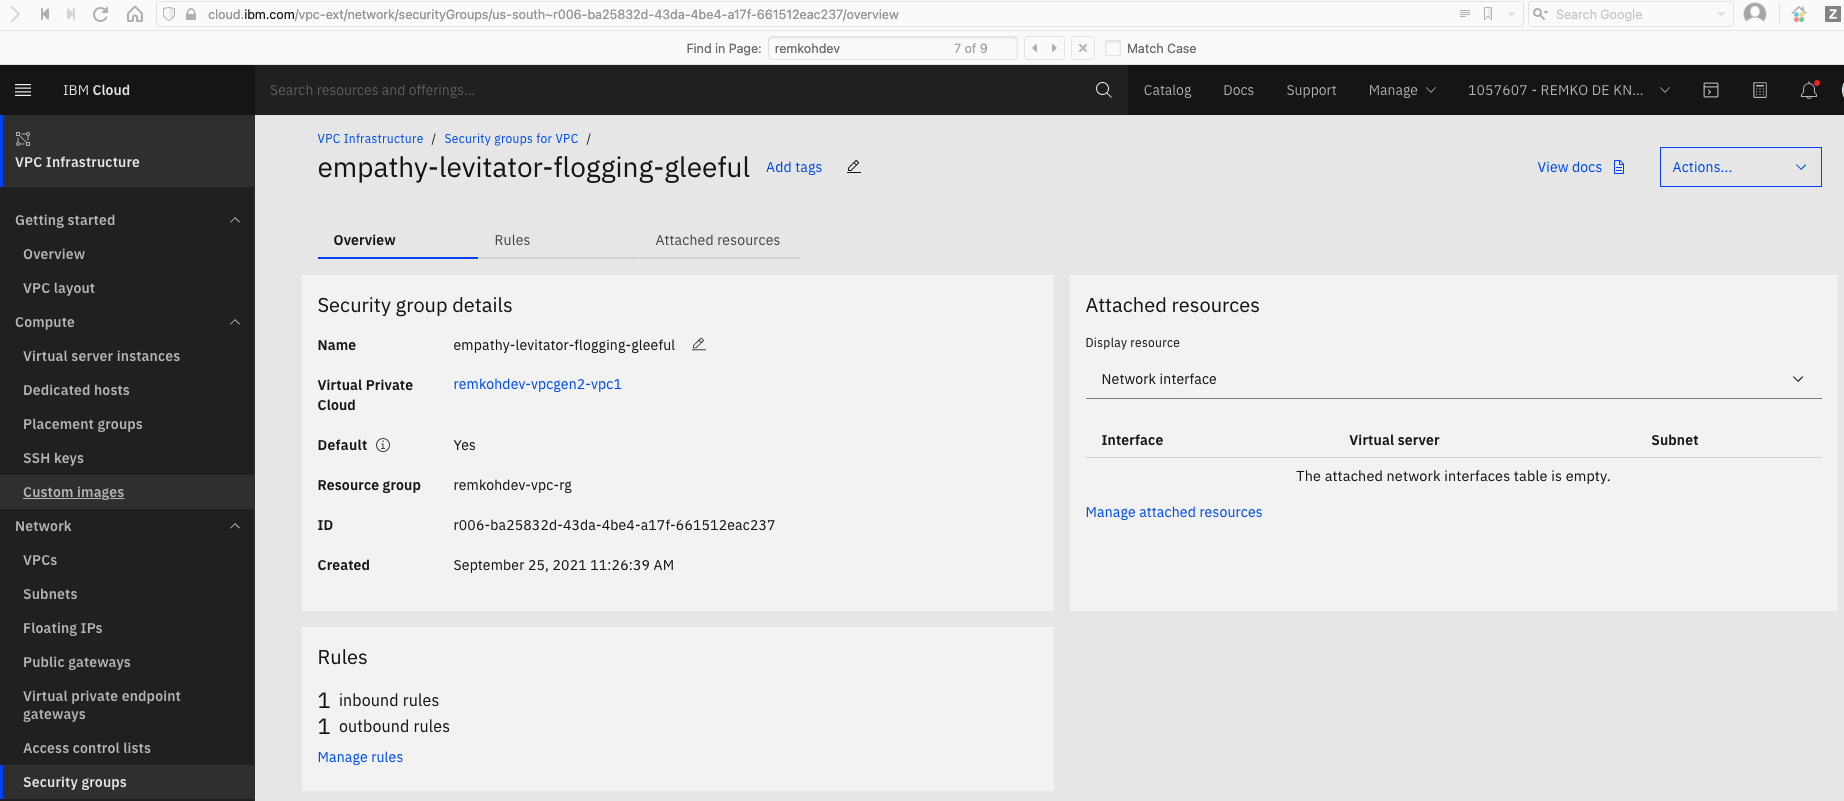 cloud.ibm.com/vpc-ext/network/securityGroups/us-south~r006-ba25832d-43da-4be4-a17f-661512eac237/overview
Search Google
Z
Find in Page: remkohdev 7 of 9 Match Case
IBM Cloud
Search resources and offerings...
Catalog Docs Support Manage 1057607 - REMKO DE KN...
VPC Infrastructure
Getting started
Overview
VPC layout
Compute
Virtual server instances
Dedicated hosts
Placement groups
SSH keys
Custom images
Network
VPCs
Subnets
Floating IPs
Public gateways
Virtual private endpoint
gateways
Access control lists
Security groups
VPC Infrastructure / Security groups for VPC /
empathy-levitator-flogging-gleeful Add tags
View docs Actions...
Overview Rules Attached resources
Security group details
Name empathy-levitator-flogging-gleeful
Virtual Private
Cloud
remkohdev-vpcgen2-vpc1
Default Yes
Resource group remkohdev-vpc-rg
ID r006-ba25832d-43da-4be4-a17f-661512eac237
Created September 25, 2021 11:26:39 AM
Attached resources
Display resource
Network interface
Interface Virtual server Subnet
The attached network interfaces table is empty.
Manage attached resources
Rules
1 inbound rules
1 outbound rules
Manage rules